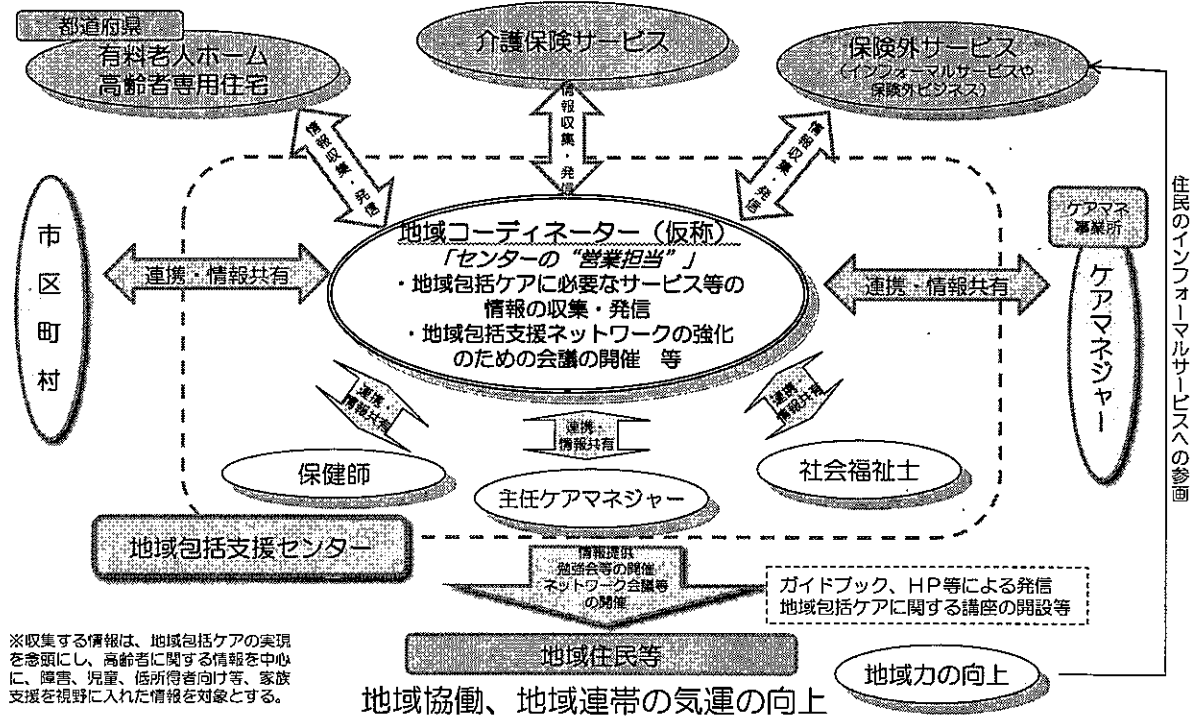 都道府県
有料老人ホーム
高齢者専用住宅
介護保険サービス
保険外サービス
(インフォーマルサービスや
保険外ビジネス)
情報収集・発信
情報収集・発信
情報収集・発信
市区町村
連携・情報共有
地域コーディネーター（仮称）
「センターの“営業担当”」
・地域包括ケアに必要なサービス等の
情報の収集・発信
・地域包括支援ネットワークの強化
のための会議の開催　等
連携・情報共有
ケアマネ
事業所
ケアマネジャー
住民のインフォーマルサービスへの参画
連携・
情報共有
連携・
情報共有
連携・
情報共有
保健師
主任ケアマネジャー
社会福祉士
地域包括支援センター
情報提供
勉強会等の開催
ネットワーク会議等
の開催
ガイドブック、HP等による発信
地域包括ケアに関する講座の開設等
地域住民等
地域力の向上
※収集する情報は、地域包括ケアの実現
を念頭にし、高齢者に関する情報を中心
に、障害、児童、低所得者向け等、家族
支援を視野に入れた情報を対象とする。
地域協働、地域連帯の気運の向上